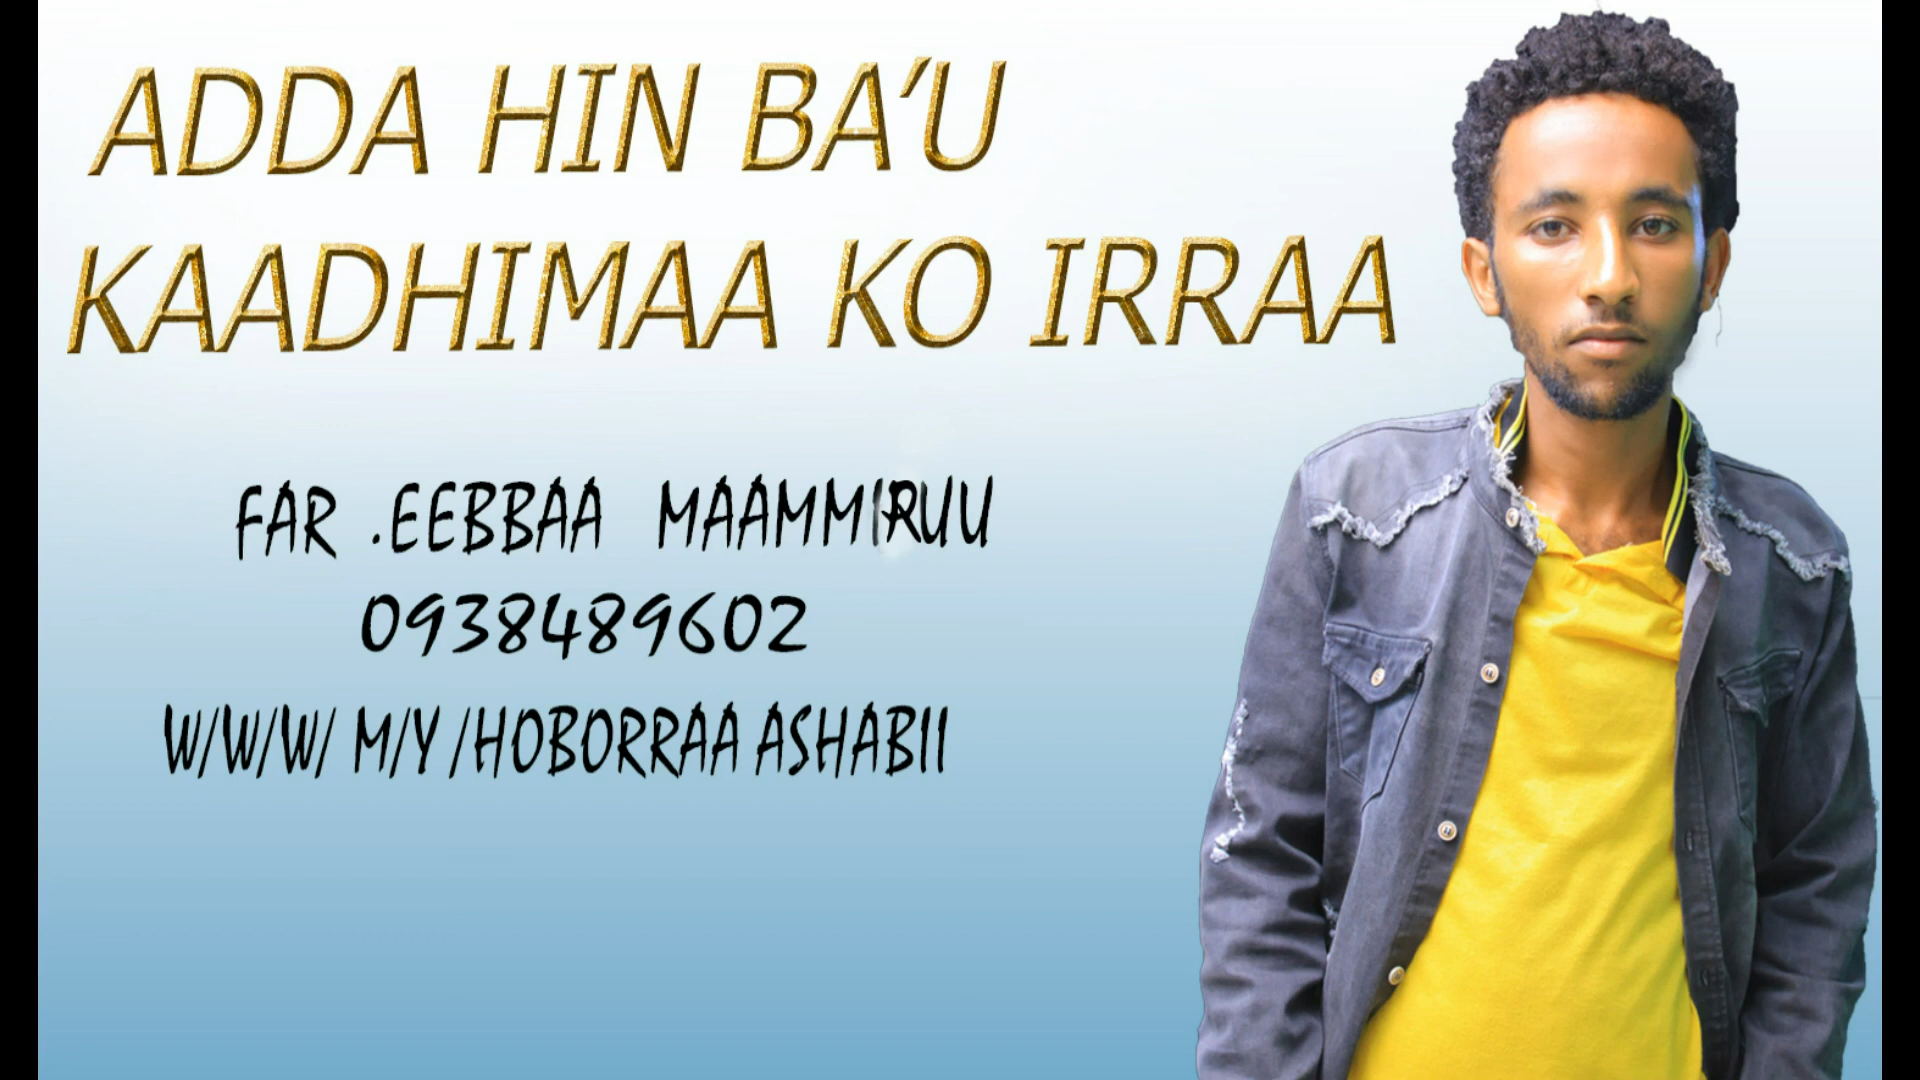 ADDA HIN BA'U
KAADHIMAA KO IRRAA
FAR .EEBBAA MAAMMIRUU
0938489602
W/W/W/ M/Y /HOBORRAA ASHABII